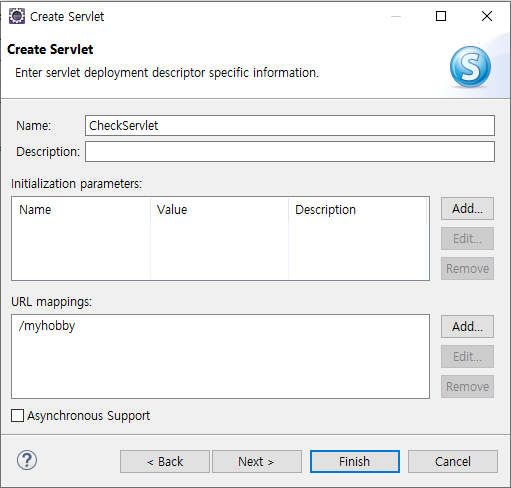 Create Servlet
Create Servlet
Enter servlet deployment descriptor specific information.
S
Name: CheckServlet
Description:
Initialization parameters:
Name Value Description
Add...
Edit...
Remove
URL mappings:
/myhobby
Add...
Edit...
Remove
Asynchronous Support
? < Back Next > Finish Cancel